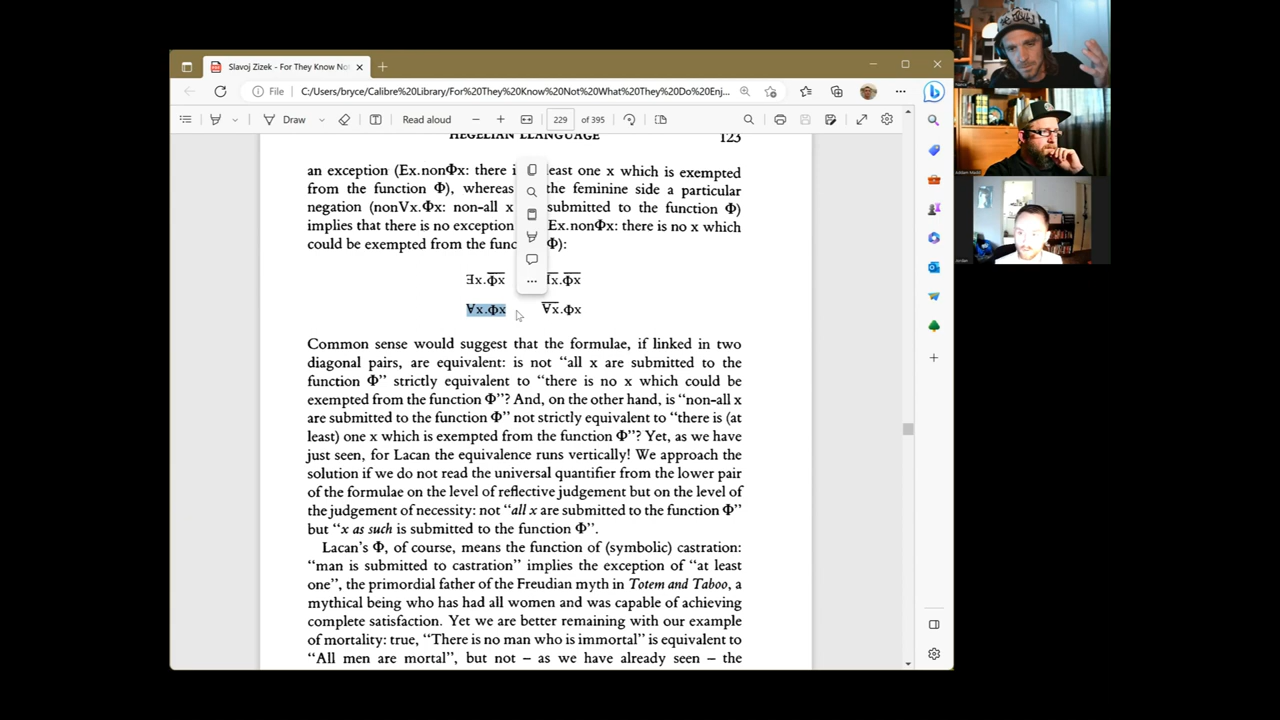 Slavoj Zizek - For They Know No
File C:/Users/bryce/Calibre%20Library/For%20They%20Know%20Not%20What%20They%20Do%20Enj...
Draw Read aloud 229 of 395
HEGELIAN LLANGUAGE 123
an exception (Ex.nonΦx: there i least one x which is exempted
from the function Φ), whereas the feminine side a particular
negation (nonVx.Φx: non-all x submitted to the function Φ)
implies that there is no exception Ex.nonΦx: there is no x which
could be exempted from the func Φ):
∃x.Φ̅x̅ x̅.Φ̅x̅
∀x.Φx ∀̅x̅.Φx
Common sense would suggest that the formulae, if linked in two
diagonal pairs, are equivalent: is not “all x are submitted to the
function Φ” strictly equivalent to “there is no x which could be
exempted from the function Φ”? And, on the other hand, is “non-all x
are submitted to the function Φ” not strictly equivalent to “there is (at
least) one x which is exempted from the function Φ”? Yet, as we have
just seen, for Lacan the equivalence runs vertically! We approach the
solution if we do not read the universal quantifier from the lower pair
of the formulae on the level of reflective judgement but on the level of
the judgement of necessity: not “all x are submitted to the function Φ”
but “x as such is submitted to the function Φ”.
Lacan's Φ, of course, means the function of (symbolic) castration:
“man is submitted to castration” implies the exception of “at least
one”, the primordial father of the Freudian myth in Totem and Taboo, a
mythical being who has had all women and was capable of achieving
complete satisfaction. Yet we are better remaining with our example
of mortality: true, “There is no man who is immortal” is equivalent to
“All men are mortal”, but not – as we have already seen – the